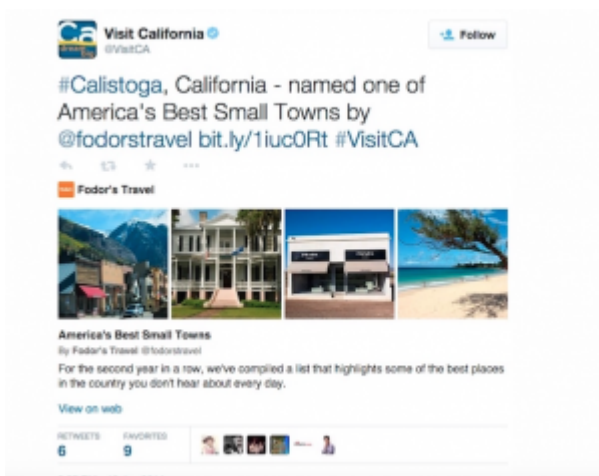 Ca
Visit California
@VisitCA
Follow
#Calistoga, California - named one of
America's Best Small Towns by
@fodorstravel bit.ly/1iuc0Rt #VisitCA
Fodor's Travel
America's Best Small Towns
By Fodor's Travel @fodorstravel
For the second year in a row, we've compiled a list that highlights some of the best places
in the country you don't hear about every day.
View on web
RETWEETS FAVORITES
6 9